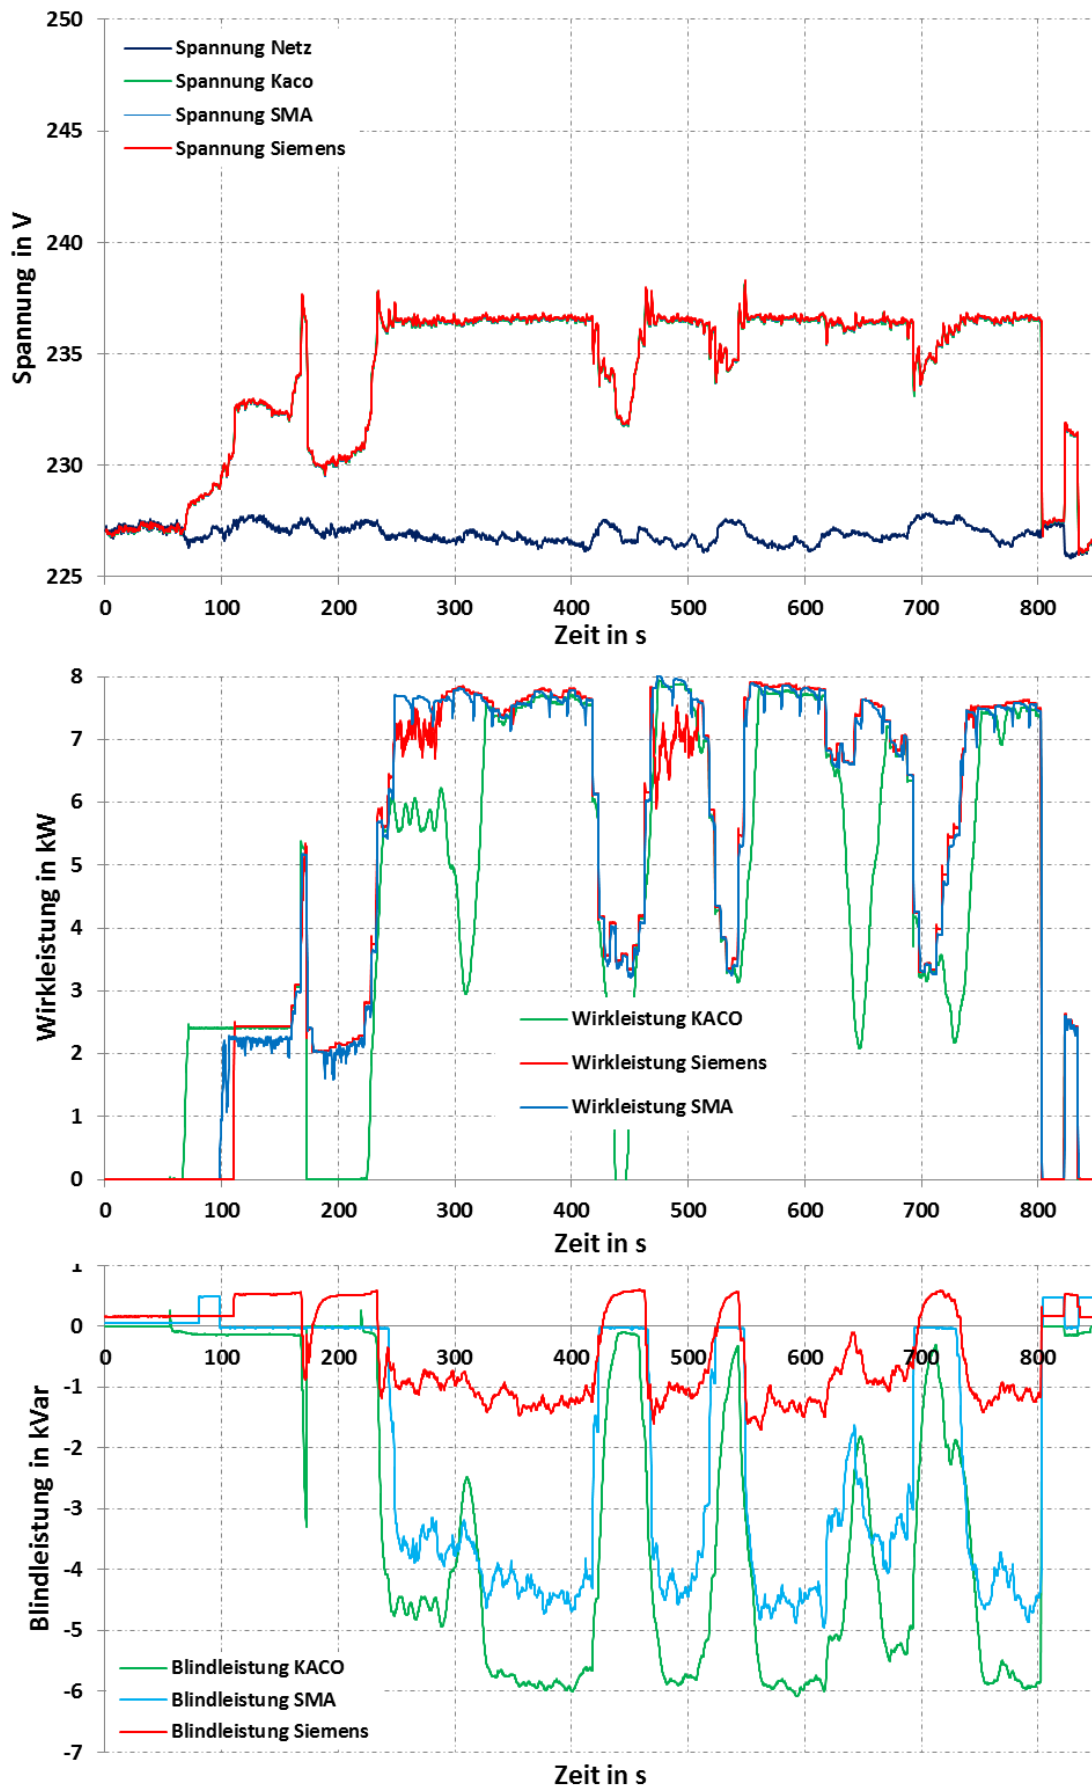 250
Spannung Netz
Spannung Kaco
245
Spannung SMA
Spannung Siemens
240
Spannung in V
235
230
225
0 100 200 300 400 500 600 700 800
Zeit in s
8
7
6
5
Wirkleistung in kW
4
3
Wirkleistung KACO
2
Wirkleistung Siemens
Wirkleistung SMA
1
0
0 100 200 300 400 500 600 700 800
Zeit in s
1
0
0 100 200 300 400 500 600 700 800
-1
-2
Blindleistung in kVar
-3
-4
-5
Blindleistung KACO
-6
Blindleistung SMA
Blindleistung Siemens
-7
Zeit in s